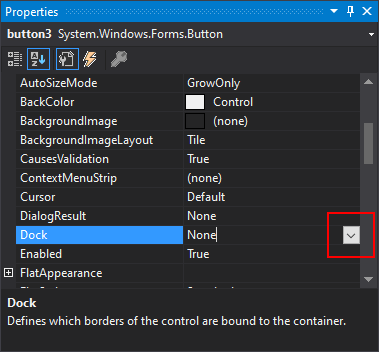 Properties
button3 System.Windows.Forms.Button
AutoSizeMode GrowOnly
BackColor Control
BackgroundImage (none)
BackgroundImageLayout Tile
CausesValidation True
ContextMenuStrip (none)
Cursor Default
DialogResult None
Dock None
Enabled True
FlatAppearance
Dock
Defines which borders of the control are bound to the container.